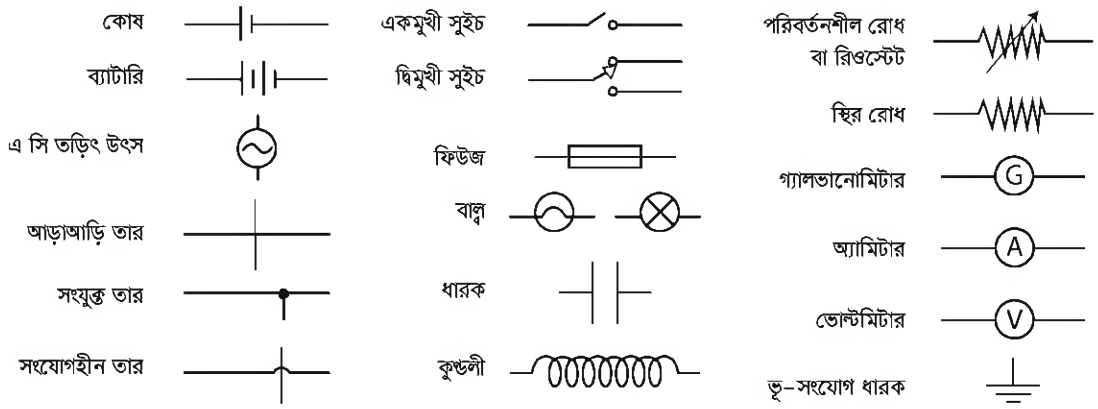 কোষ
ব্যাটারি
এ সি তড়িৎ উৎস
আড়াআড়ি তার
সংযুক্ত তার
সংযোগহীন তার
একমুখী সুইচ
দ্বিমুখী সুইচ
ফিউজ
বাল্ব
ধারক
কুণ্ডলী
পরিবর্তনশীল রোধ
বা রিওস্টেট
স্থির রোধ
গ্যালভানোমিটার
G
অ্যামিটার
A
ভোল্টমিটার
V
ভূ-সংযোগ ধারক